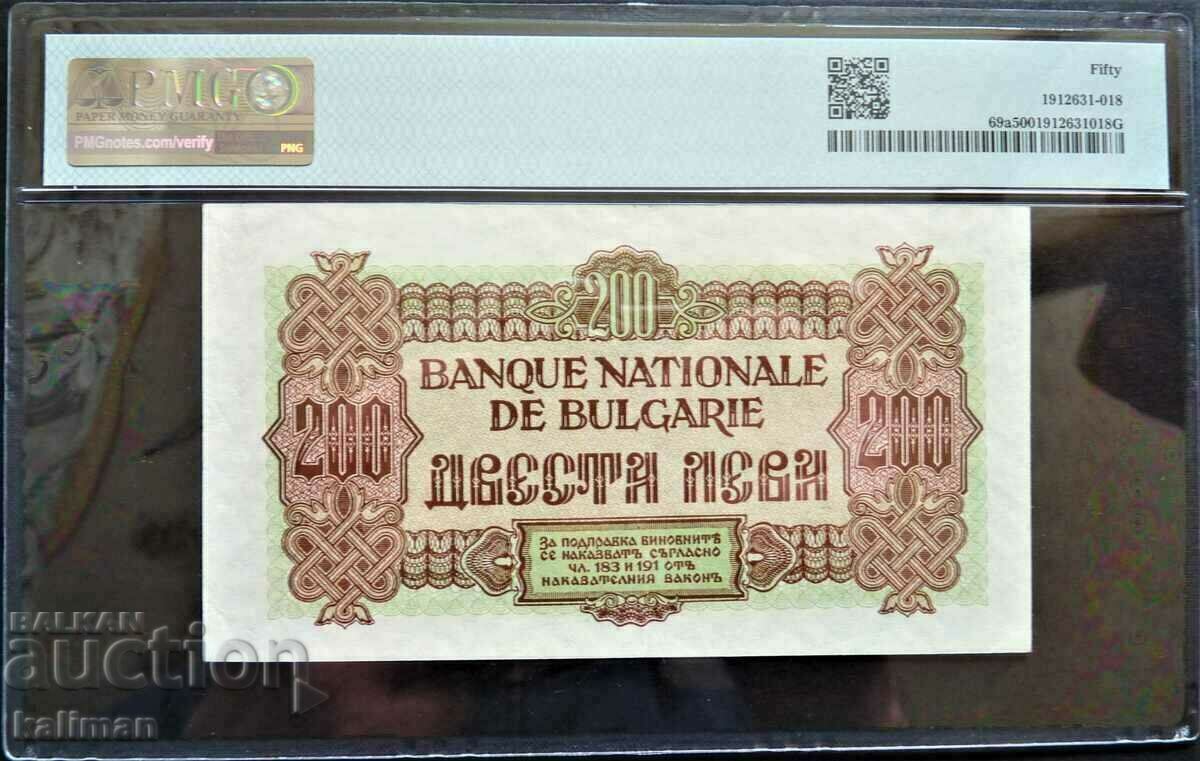 PMG
PAPER MONEY GUARANTY
PMGnotes.com/verify
PNG
Fifty
1912631-018
69a5001912631018G
200
BANQUE NATIONALE
DE BULGARIE
ДВЕСТА ЛЕВА
200
200
ЗА ПОДПРАВКА ВИНОВНИТѢ
СЕ НАКАЗВАТЪ СЪГЛАСНО
ЧЛ. 183 И 191 ОТЪ
НАКАЗАТЕЛНИЯ ЗАКОНЪ
BALKAN
auction
kaliman